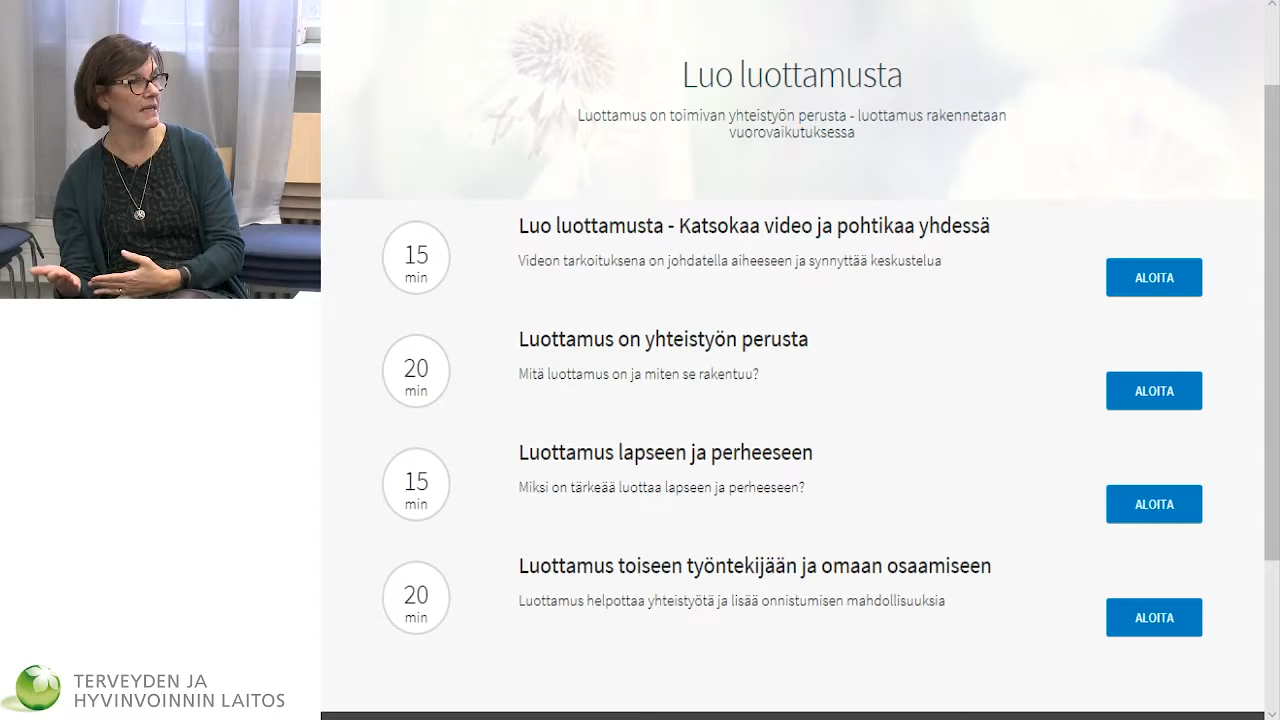 Luo luottamusta
Luottamus on toimivan yhteistyön perusta - luottamus rakennetaan
vuorovaikutuksessa
15
min
Luo luottamusta - Katsokaa video ja pohtikaa yhdessä
Videon tarkoituksena on johdatella aiheeseen ja synnyttää keskustelua
ALOITA
20
min
Luottamus on yhteistyön perusta
Mitä luottamus on ja miten se rakentuu?
ALOITA
15
min
Luottamus lapseen ja perheeseen
Miksi on tärkeää luottaa lapseen ja perheeseen?
ALOITA
20
min
Luottamus toiseen työntekijään ja omaan osaamiseen
Luottamus helpottaa yhteistyötä ja lisää onnistumisen mahdollisuuksia
ALOITA
TERVEYDEN JA
HYVINVOINNIN LAITOS